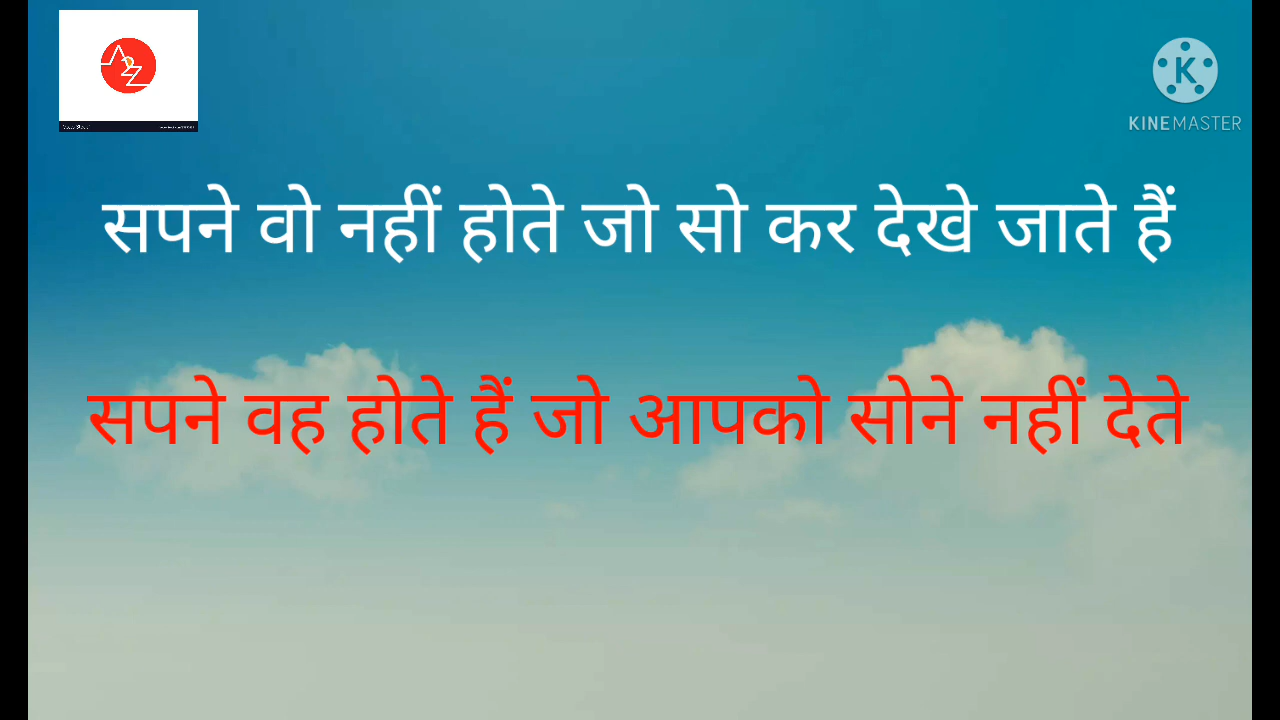 KINEMASTER
सपने वो नहीं होते जो सो कर देखे जाते हैं
सपने वह होते हैं जो आपको सोने नहीं देते